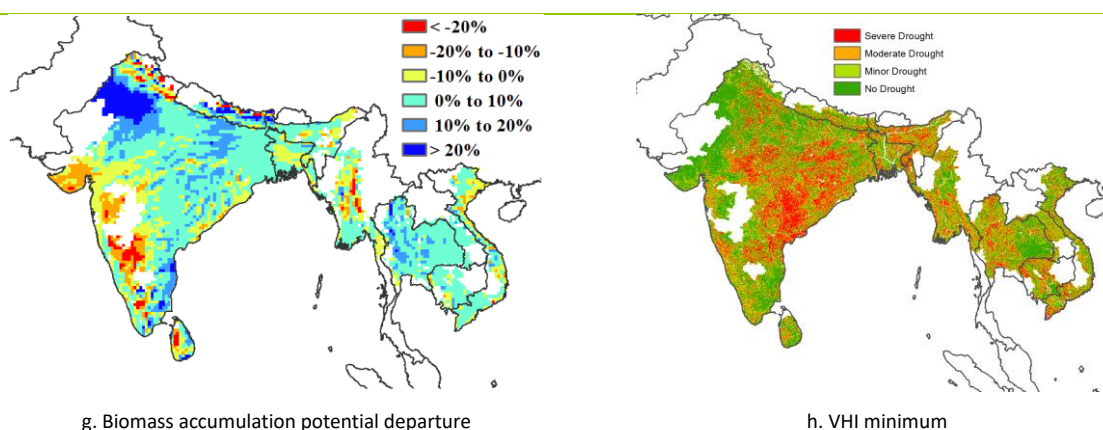 < -20%
-20% to -10%
-10% to 0%
0% to 10%
10% to 20%
> 20%
g. Biomass accumulation potential departure
Severe Drought
Moderate Drought
Minor Drought
No Drought
h. VHI minimum